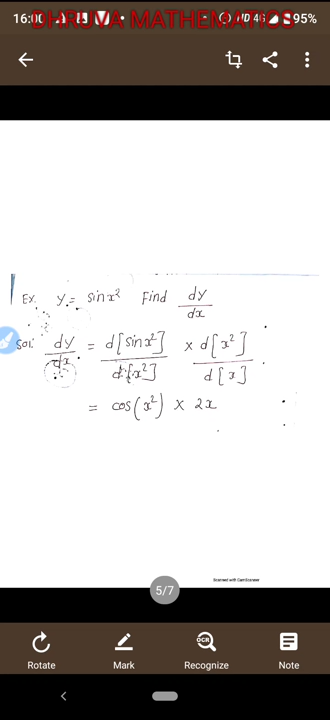 DHRUVA MATHEMATICS
16:00 4G 95%
Ex. y = sin x² Find dy/dx
Sol: dy/dx = d[sin x²]/d[x²] × d[x²]/d[x]
= cos(x²) × 2x
Scanned with CamScanner
5/7
OCR
Rotate Mark Recognize Note